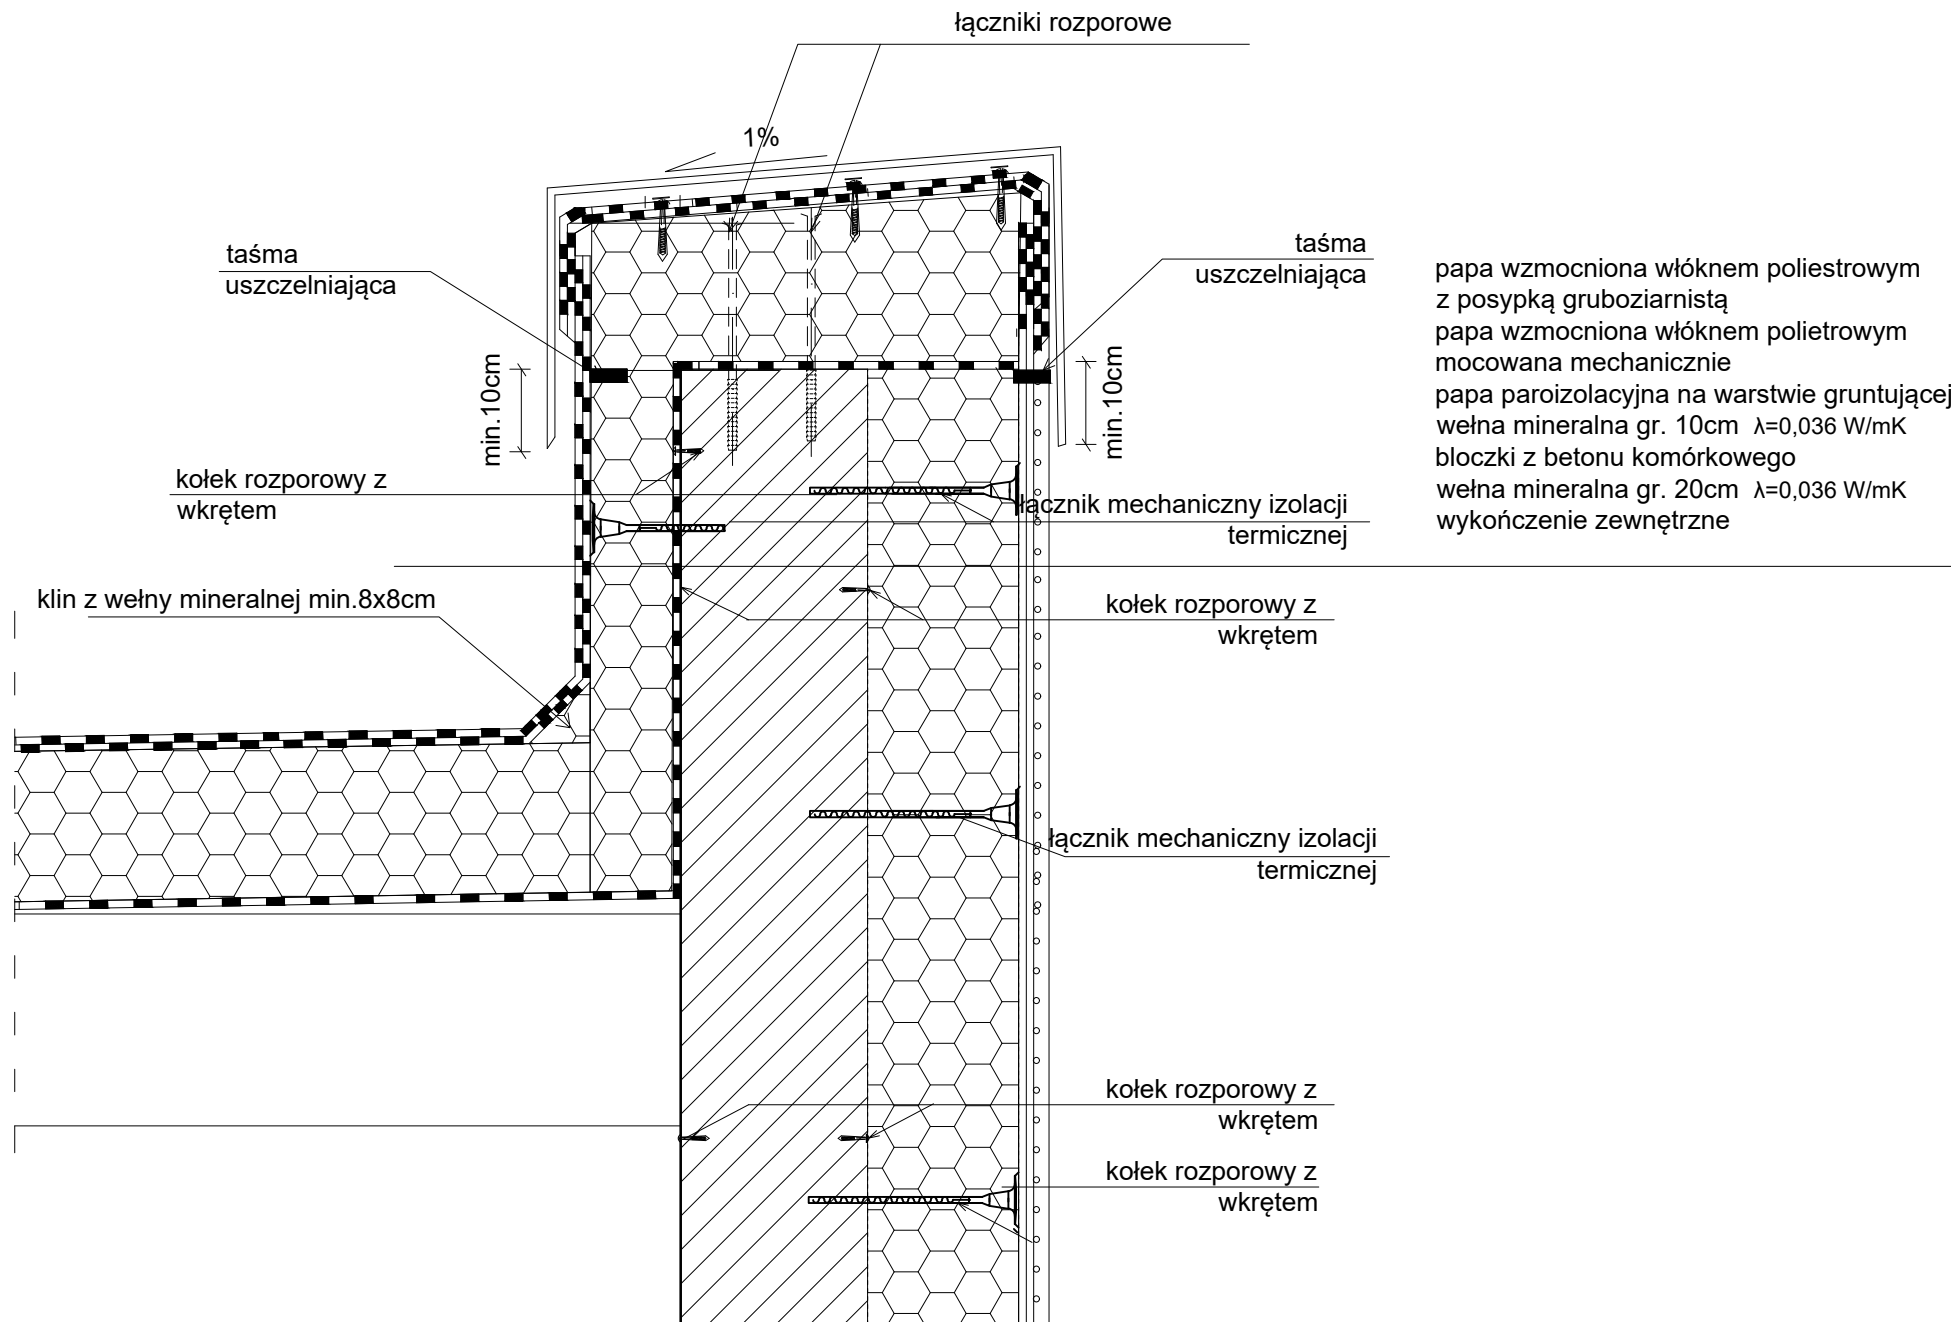 łączniki rozporowe
1%
taśma
uszczelniająca
taśma
uszczelniająca
papa wzmocniona włóknem poliestrowym
z posypką gruboziarnistą
papa wzmocniona włóknem polietrowym
mocowana mechanicznie
papa paroizolacyjna na warstwie gruntującej
wełna mineralna gr. 10cm λ=0,036 W/mK
bloczki z betonu komórkowego
wełna mineralna gr. 20cm λ=0,036 W/mK
wykończenie zewnętrzne
min.10cm
min.10cm
kołek rozporowy z
wkrętem
łącznik mechaniczny izolacji
termicznej
klin z wełny mineralnej min.8x8cm
kołek rozporowy z
wkrętem
łącznik mechaniczny izolacji
termicznej
kołek rozporowy z
wkrętem
kołek rozporowy z
wkrętem